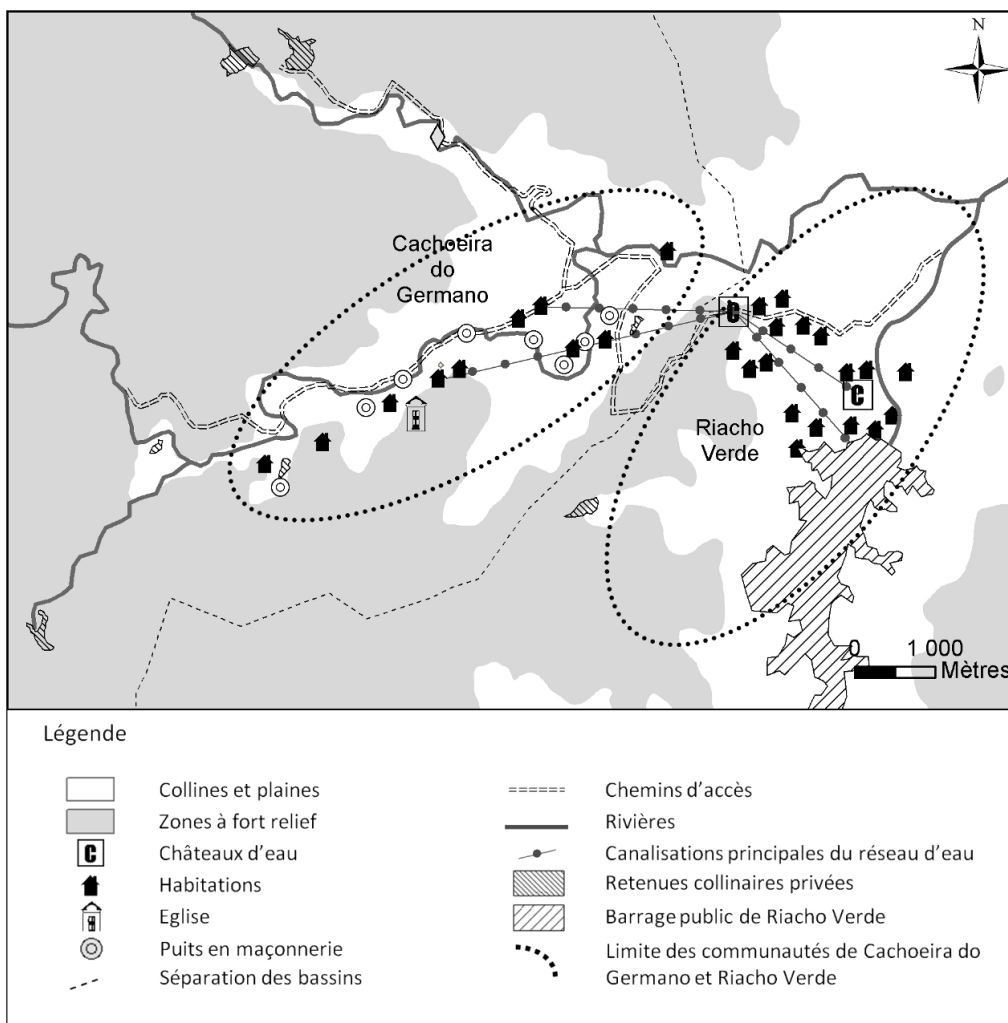 N
Cachoeira
do
Germano
C
C
Riacho
Verde
0 1 000
Mètres
Légende
Collines et plaines
Zones à fort relief
C
Châteaux d'eau
Habitations
Eglise
Puits en maçonnerie
Séparation des bassins
Chemins d'accès
Rivières
Canalisations principales du réseau d'eau
Retenues collinaires privées
Barrage public de Riacho Verde
Limite des communautés de Cachoeira do
Germano et Riacho Verde